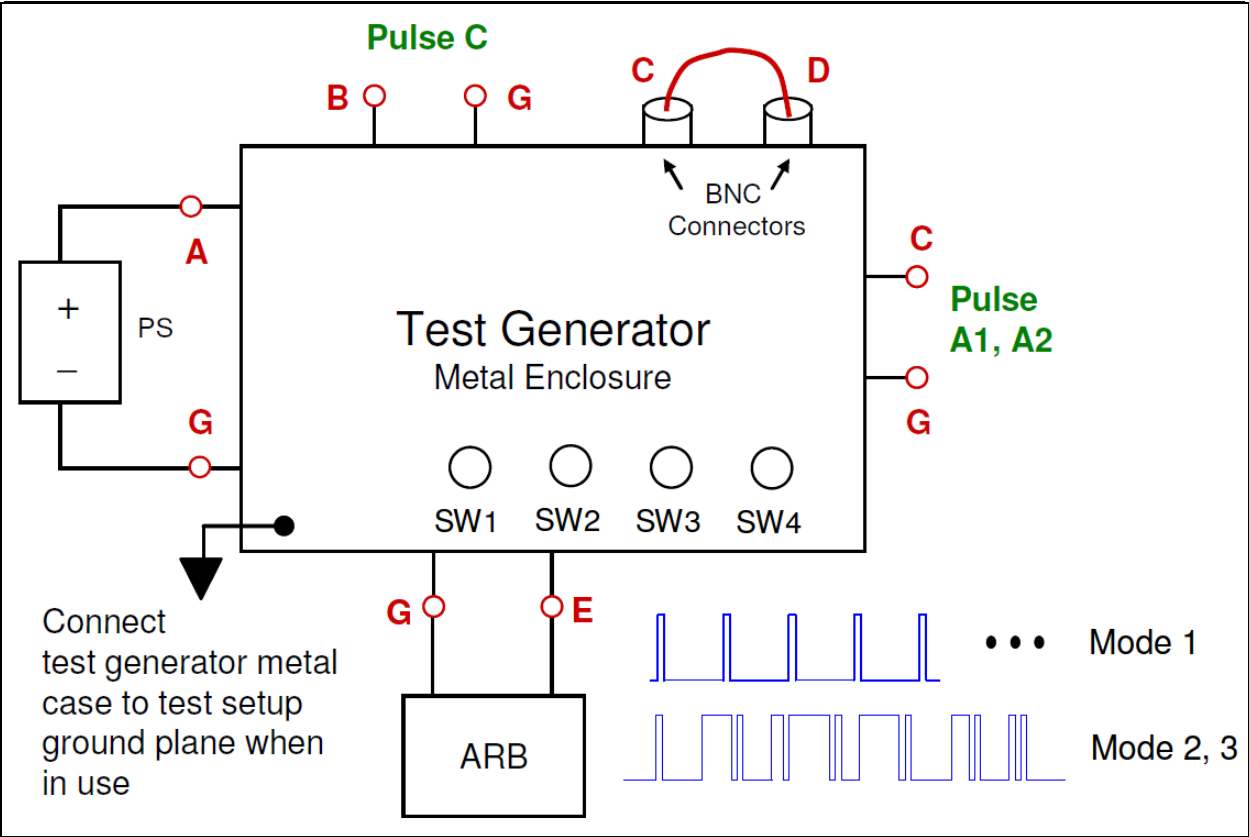 Pulse C
B
G
C
D
BNC
Connectors
A
+
−
PS
C
Pulse
A1, A2
G
Test Generator
Metal Enclosure
G
SW1 SW2 SW3 SW4
G
E
Connect
test generator metal
case to test setup
ground plane when
in use
ARB
Mode 1
Mode 2, 3